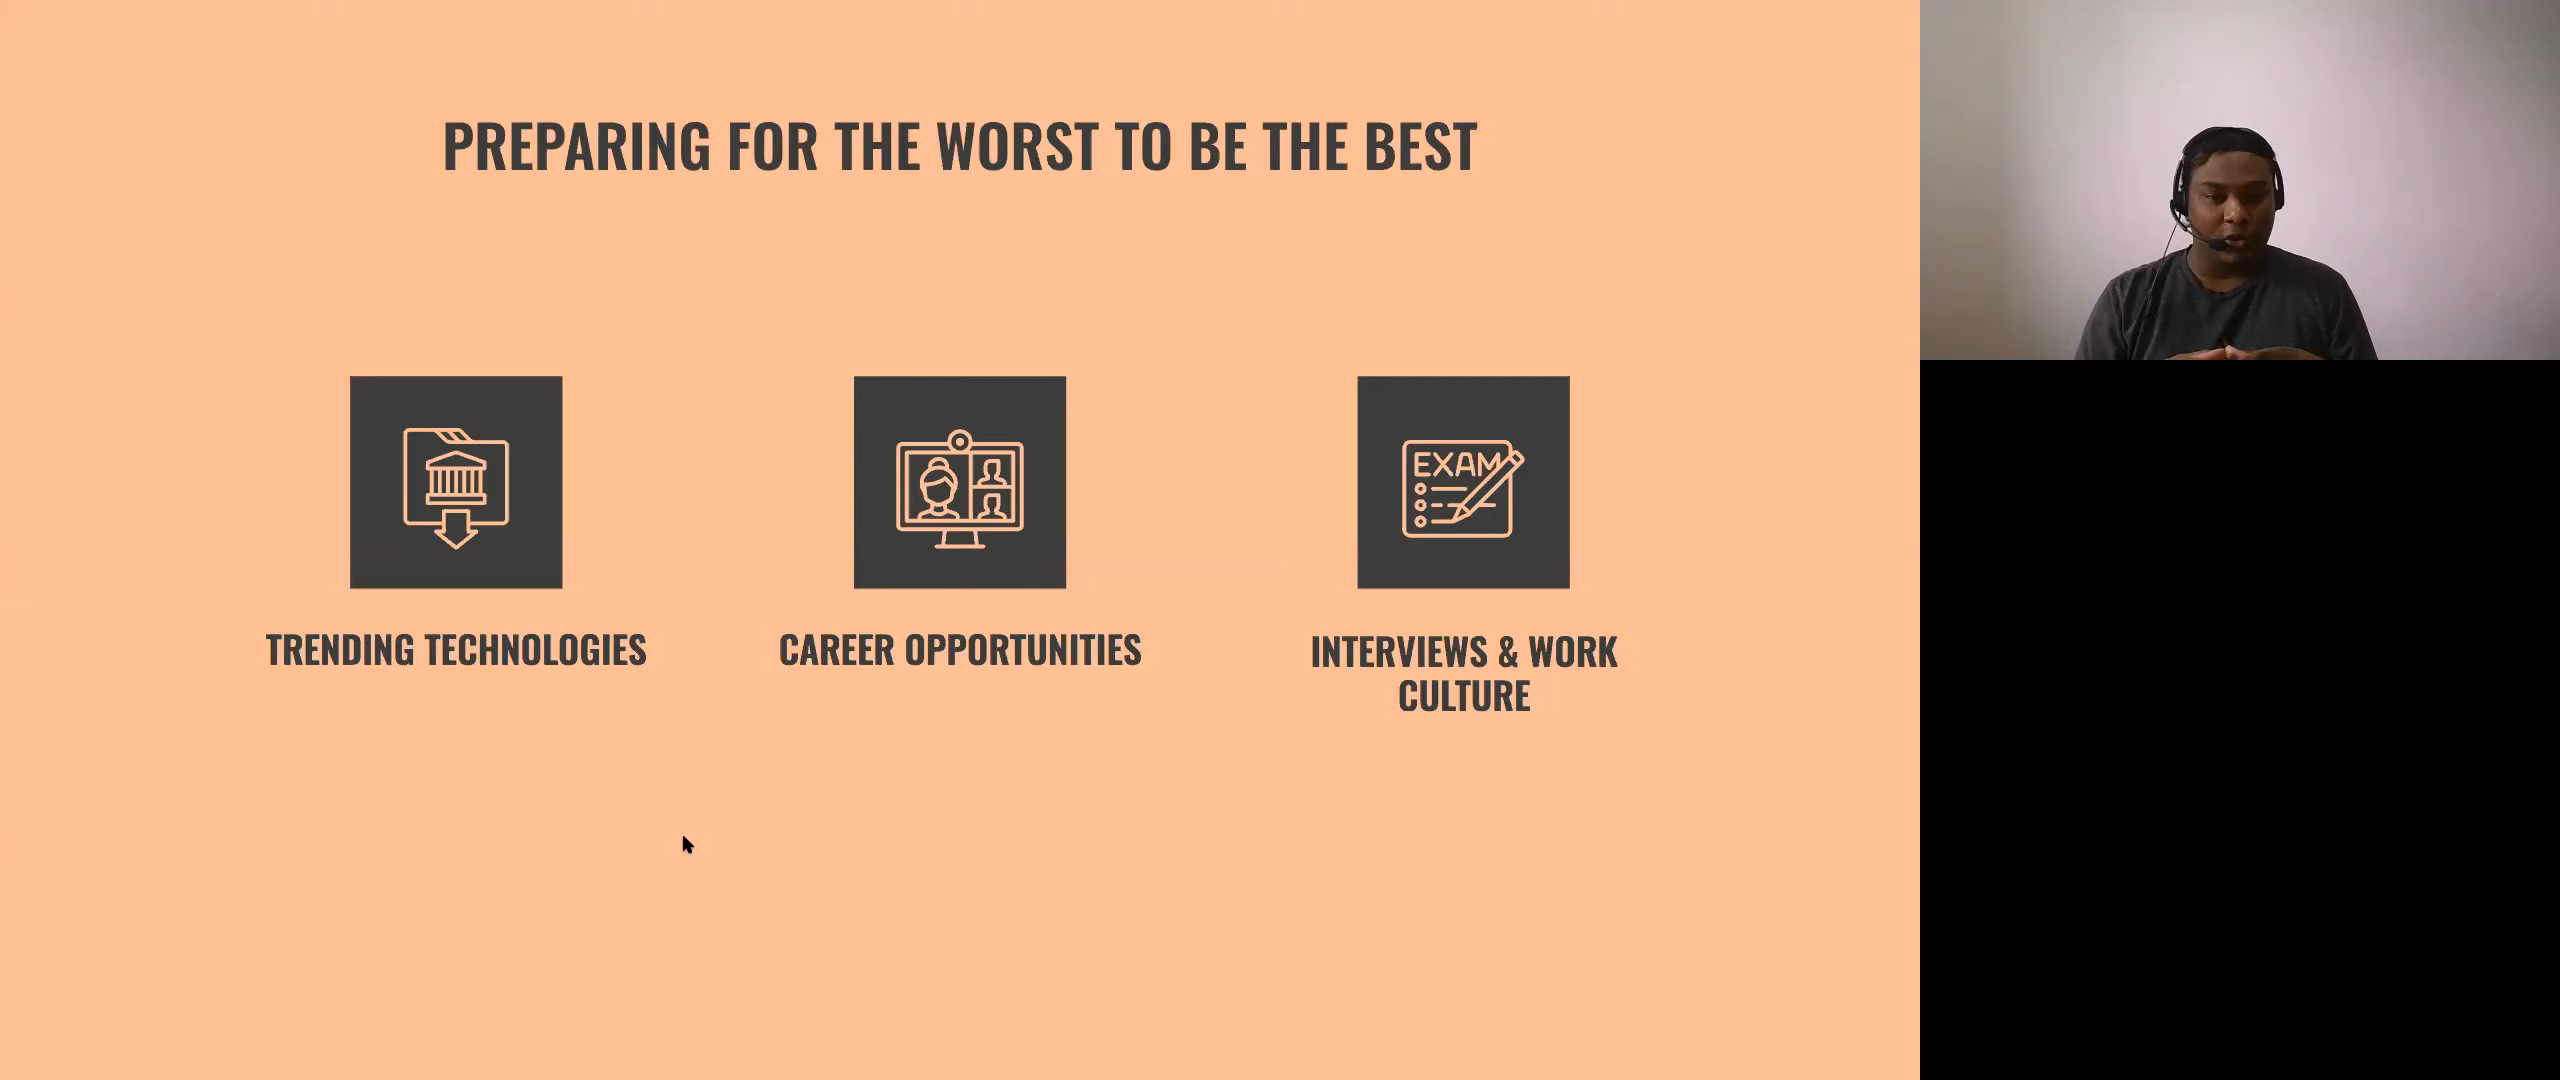 PREPARING FOR THE WORST TO BE THE BEST
EXAM
TRENDING TECHNOLOGIES
CAREER OPPORTUNITIES
INTERVIEWS & WORK
CULTURE